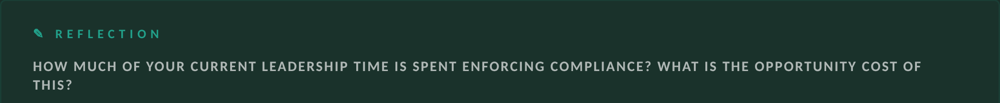 ✎ REFLECTION
HOW MUCH OF YOUR CURRENT LEADERSHIP TIME IS SPENT ENFORCING COMPLIANCE? WHAT IS THE OPPORTUNITY COST OF
THIS?